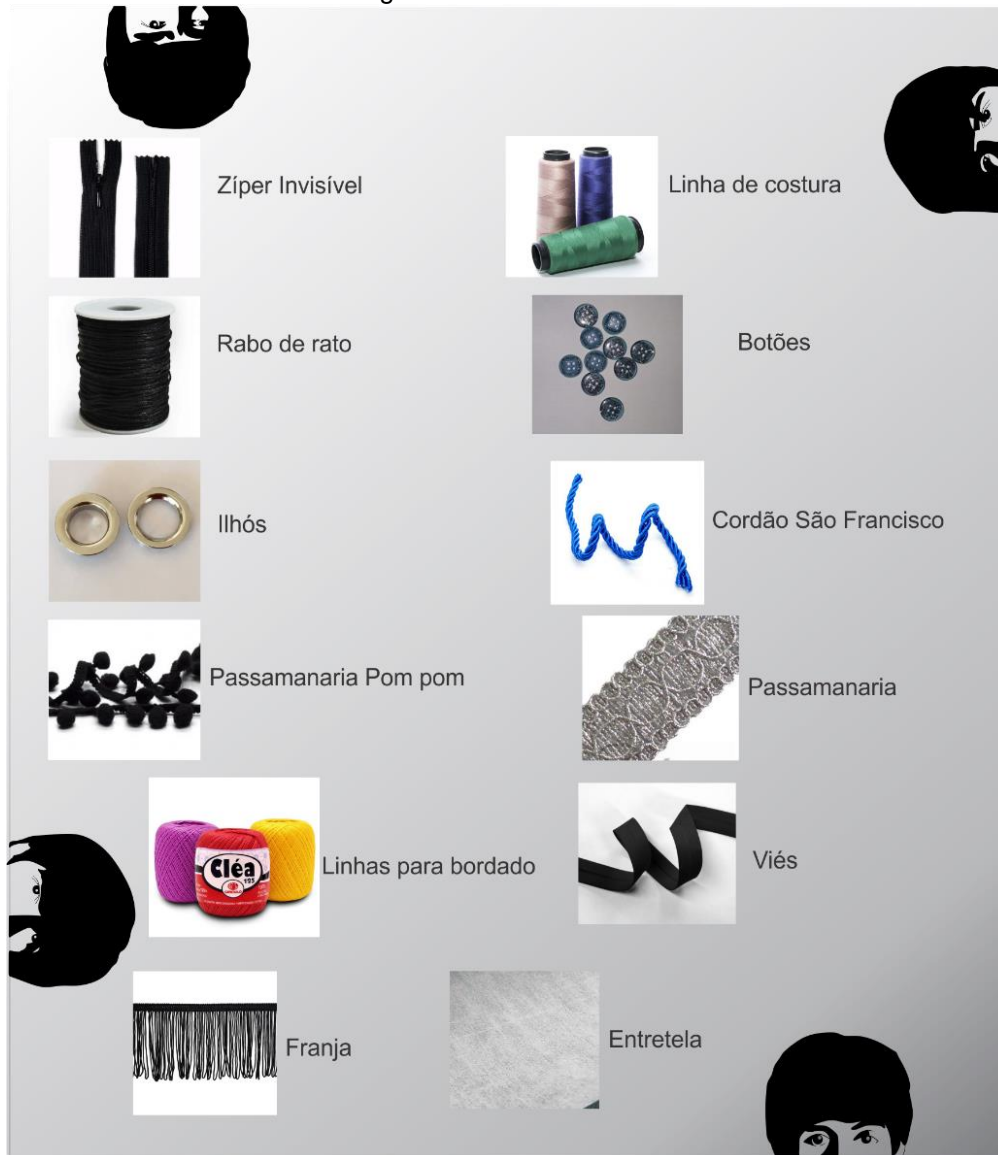 g
Zíper Invisível
Linha de costura
Rabo de rato
Botões
Ilhós
Cordão São Francisco
Passamanaria Pom pom
Passamanaria
Cléa
Linhas para bordado
Viés
Franja
Entretela